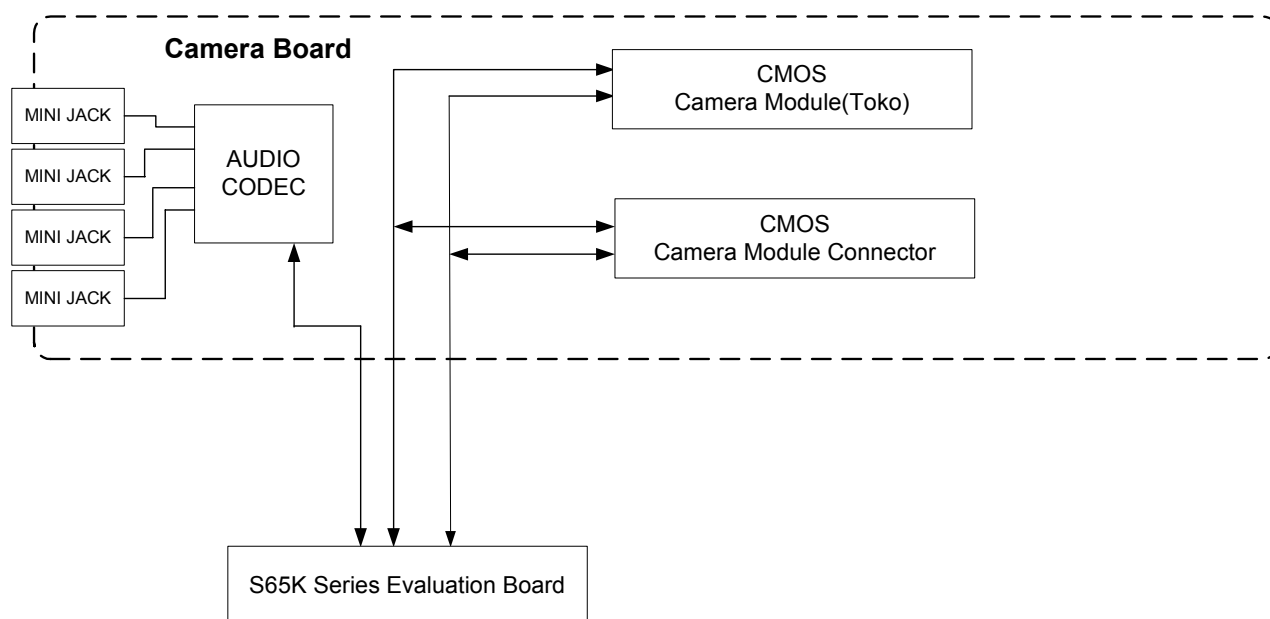 Camera Board
MINI JACK
MINI JACK
MINI JACK
MINI JACK
AUDIO
CODEC
CMOS
Camera Module(Toko)
CMOS
Camera Module Connector
S65K Series Evaluation Board